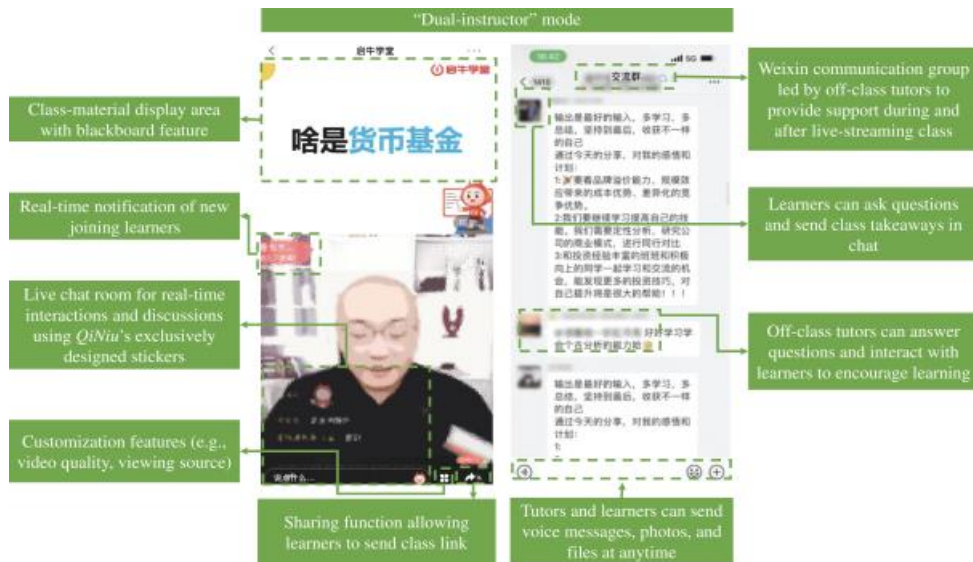 “Dual-instructor” mode
启牛学堂
启牛学堂
啥是货币基金
Class-material display area
with blackboard feature
Real-time notification of new
joining learners
Live chat room for real-time
interactions and discussions
using QiNiu’s exclusively
designed stickers
Customization features (e.g.,
video quality, viewing source)
说点什么...
Sharing function allowing
learners to send class link
5G
交流群
输出是最好的输入，多学习，多
总结，坚持到最后，收获不一样
的自己
通过今天的分享，对我的感悟和
计划：
1:要看品牌溢价能力，规模效
应带来的成本优势、差异化的竞
争优势。
2:我们要继续学习提高自己的技
能，我们需要定性分析，研究公
司的商业模式，进行同行对比
3:和投资经验丰富的班班和积极
向上的同学一起学习和交流的机
会，能发现更多的投资技巧，对
自己提升将是很大的帮助！！！
好好学习学
会个古分析的能力加
输出是最好的输入，多学习，多
总结，坚持到最后，收获不一样
的自己
通过今天的分享，对我的感悟和
计划：
1:
Weixin communication group
led by off-class tutors to
provide support during and
after live-streaming class
Learners can ask questions
and send class takeaways in
chat
Off-class tutors can answer
questions and interact with
learners to encourage learning
Tutors and learners can send
voice messages, photos, and
files at anytime